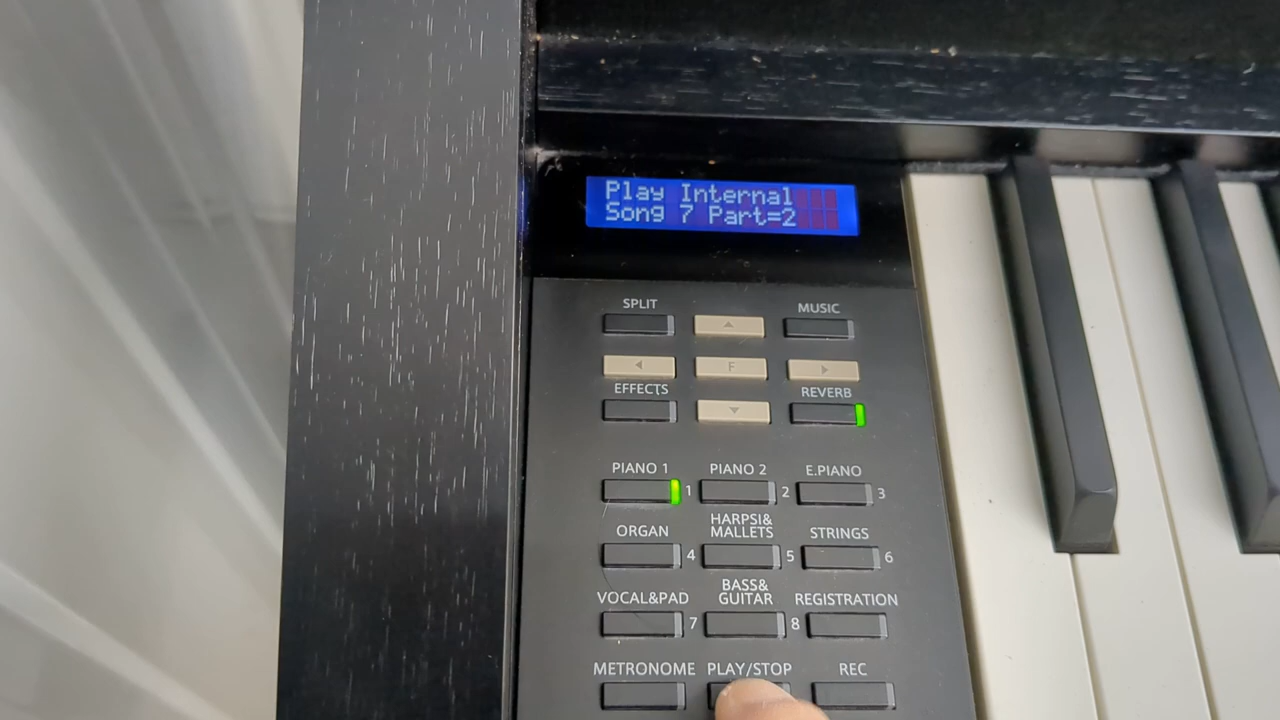 Play Internal
Song 7 Part=2
SPLIT
MUSIC
F
EFFECTS
REVERB
PIANO 1
PIANO 2
E.PIANO
1
2
3
ORGAN
HARPSI&
MALLETS
STRINGS
4
5
6
VOCAL&PAD
BASS&
GUITAR
REGISTRATION
7
8
METRONOME
PLAY/STOP
REC